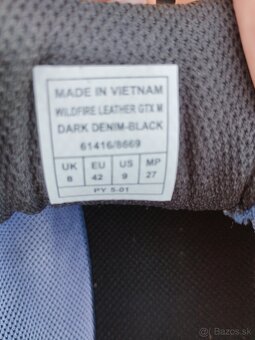 MADE IN VIETNAM
WILDFIRE LEATHER GTX M
DARK DENIM-BLACK
61416/8669
UK EU US MP
8 42 9 27
PY 5-01
Bazos.sk